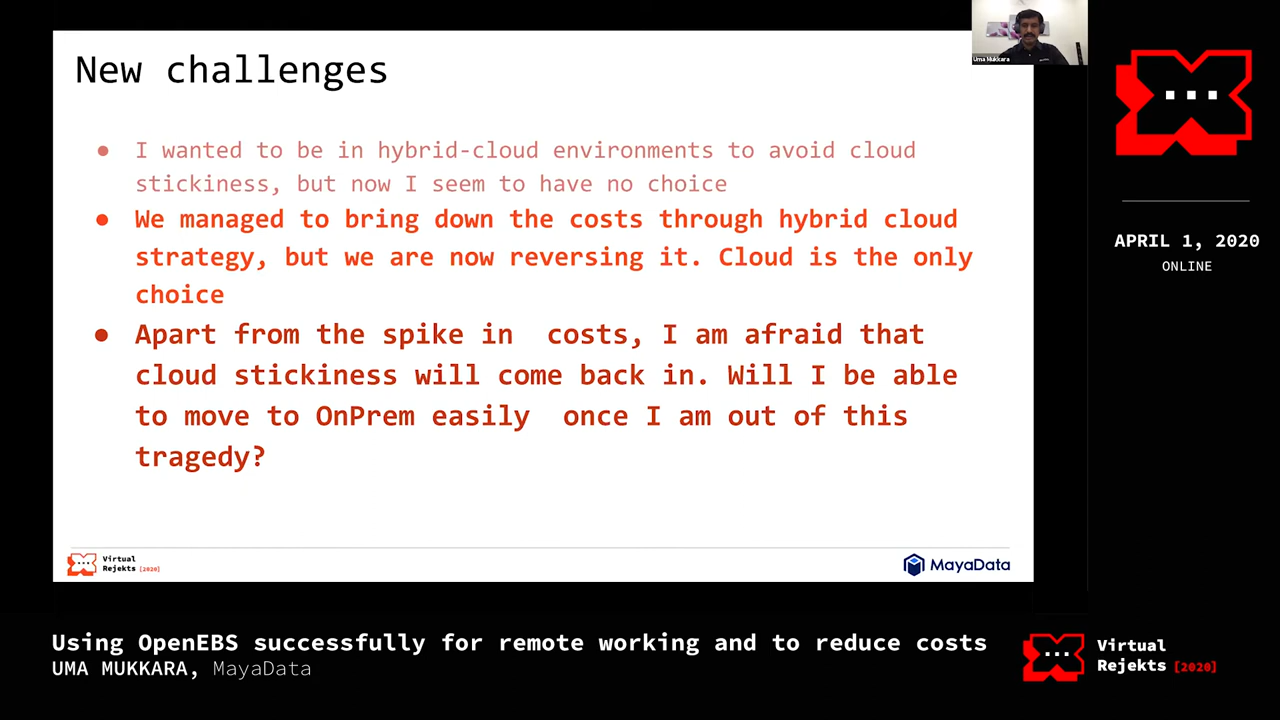 New challenges
● I wanted to be in hybrid-cloud environments to avoid cloud
stickiness, but now I seem to have no choice
● We managed to bring down the costs through hybrid cloud
strategy, but we are now reversing it. Cloud is the only
choice
● Apart from the spike in costs, I am afraid that
cloud stickiness will come back in. Will I be able
to move to OnPrem easily once I am out of this
tragedy?
Virtual
Rejekts [2020]
MayaData
Uma Mukkara
APRIL 1, 2020
ONLINE
Using OpenEBS successfully for remote working and to reduce costs
UMA MUKKARA, MayaData
Virtual
Rejekts [2020]